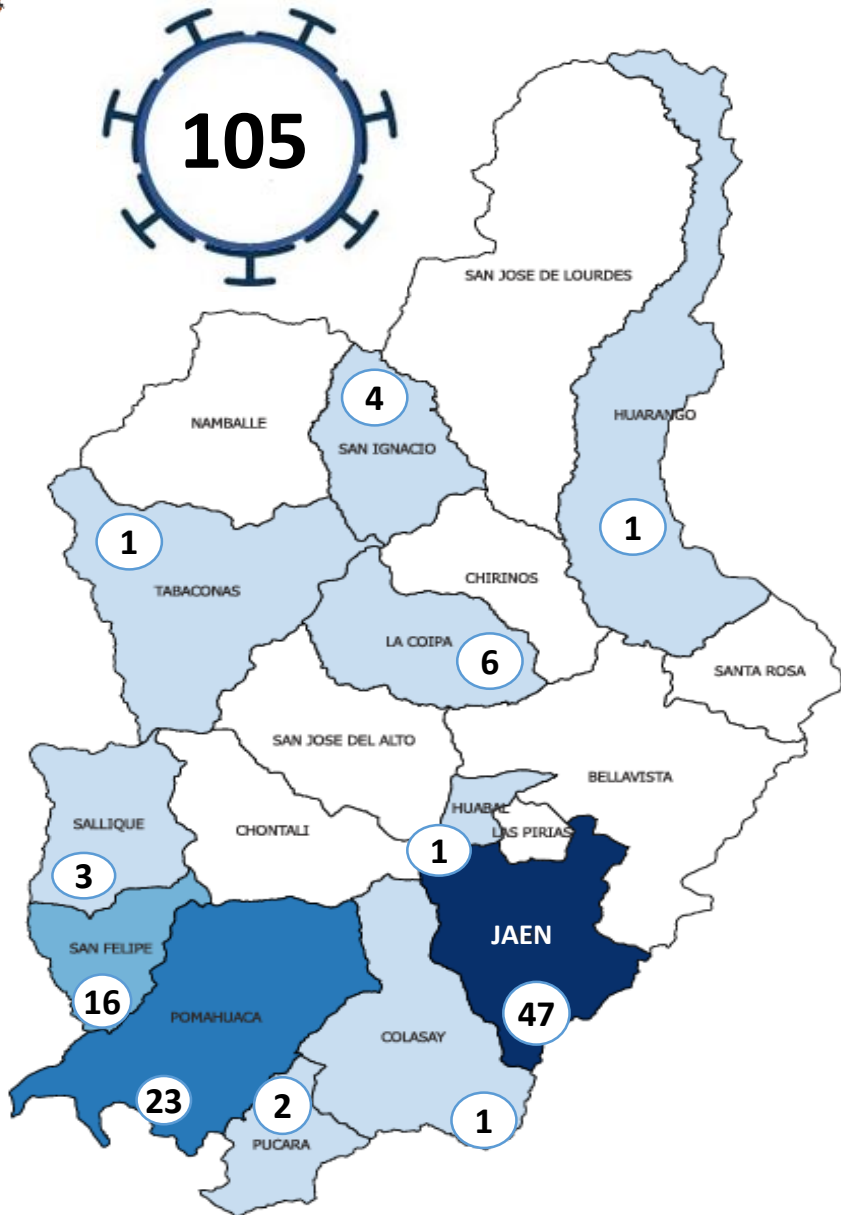 105
SAN JOSE DE LOURDES
4
NAMBALLE
HUARANGO
SAN IGNACIO
1
1
TABACONAS
CHIRINOS
LA COIPA
6
SANTA ROSA
SAN JOSE DEL ALTO
BELLAVISTA
HUABAL
SALLIQUE
CHONTALI
LAS PIRIAS
1
3
JAEN
SAN FELIPE
16
POMAHUACA
47
COLASAY
23
2
1
PUCARA